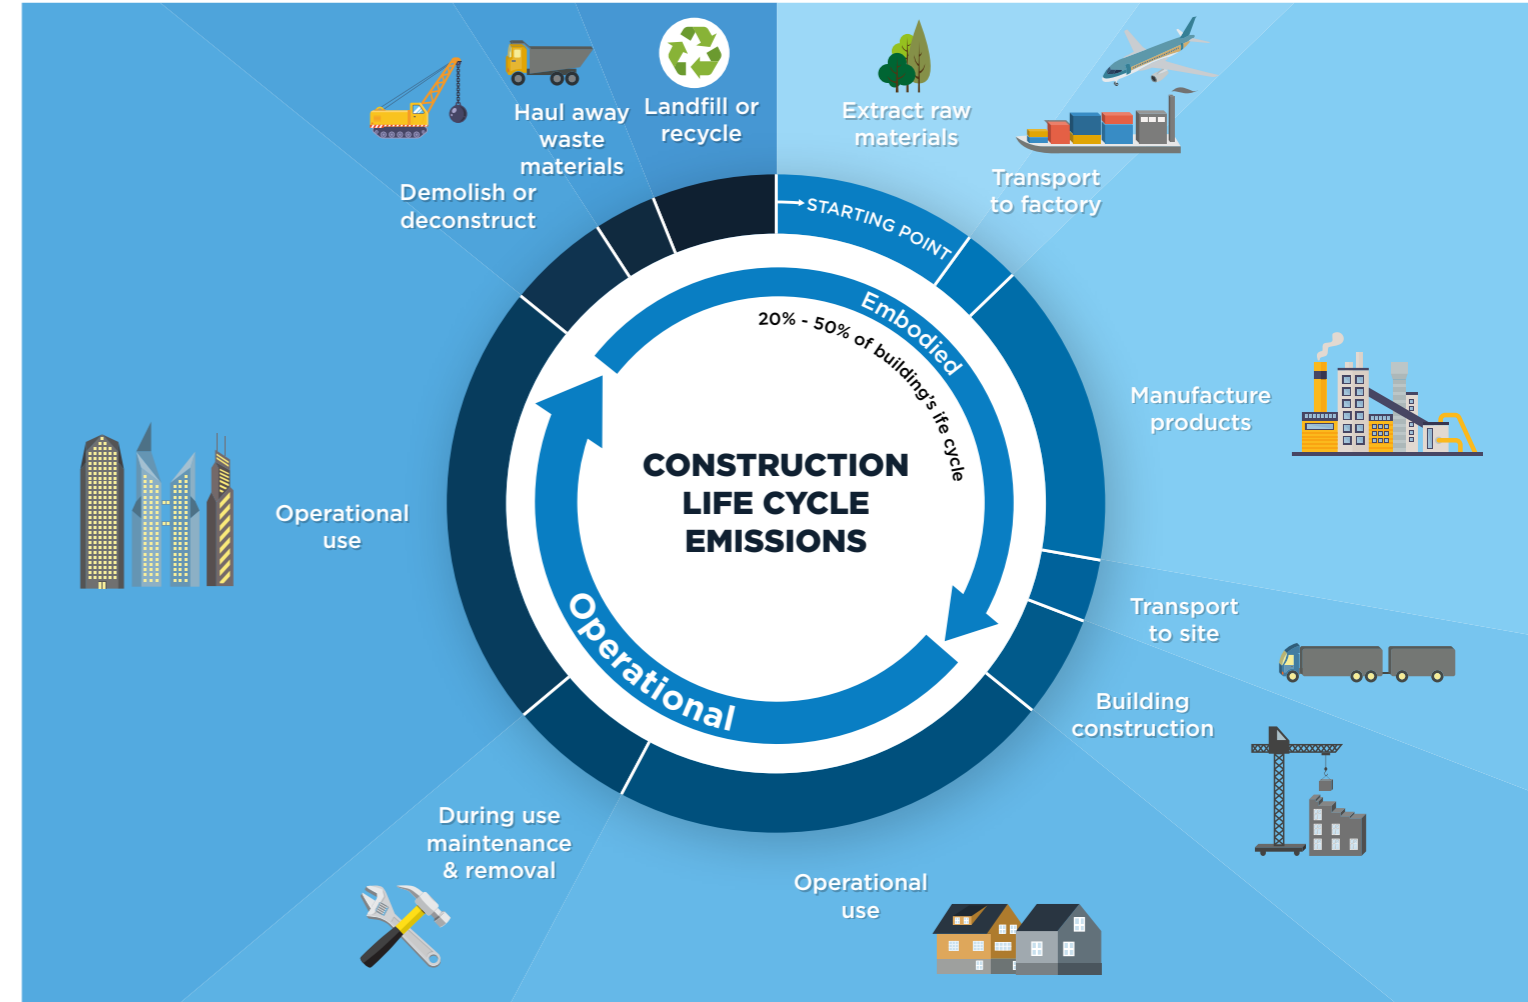 Extract raw
materials
Transport
to factory
Manufacture
products
Transport
to site
Building
construction
Operational
use
During use
maintenance
& removal
Operational
use
Demolish or
deconstruct
Haul away
waste
materials
Landfill or
recycle
STARTING POINT
Embodied
20% - 50% of building's ife cycle
Operational
CONSTRUCTION
LIFE CYCLE
EMISSIONS